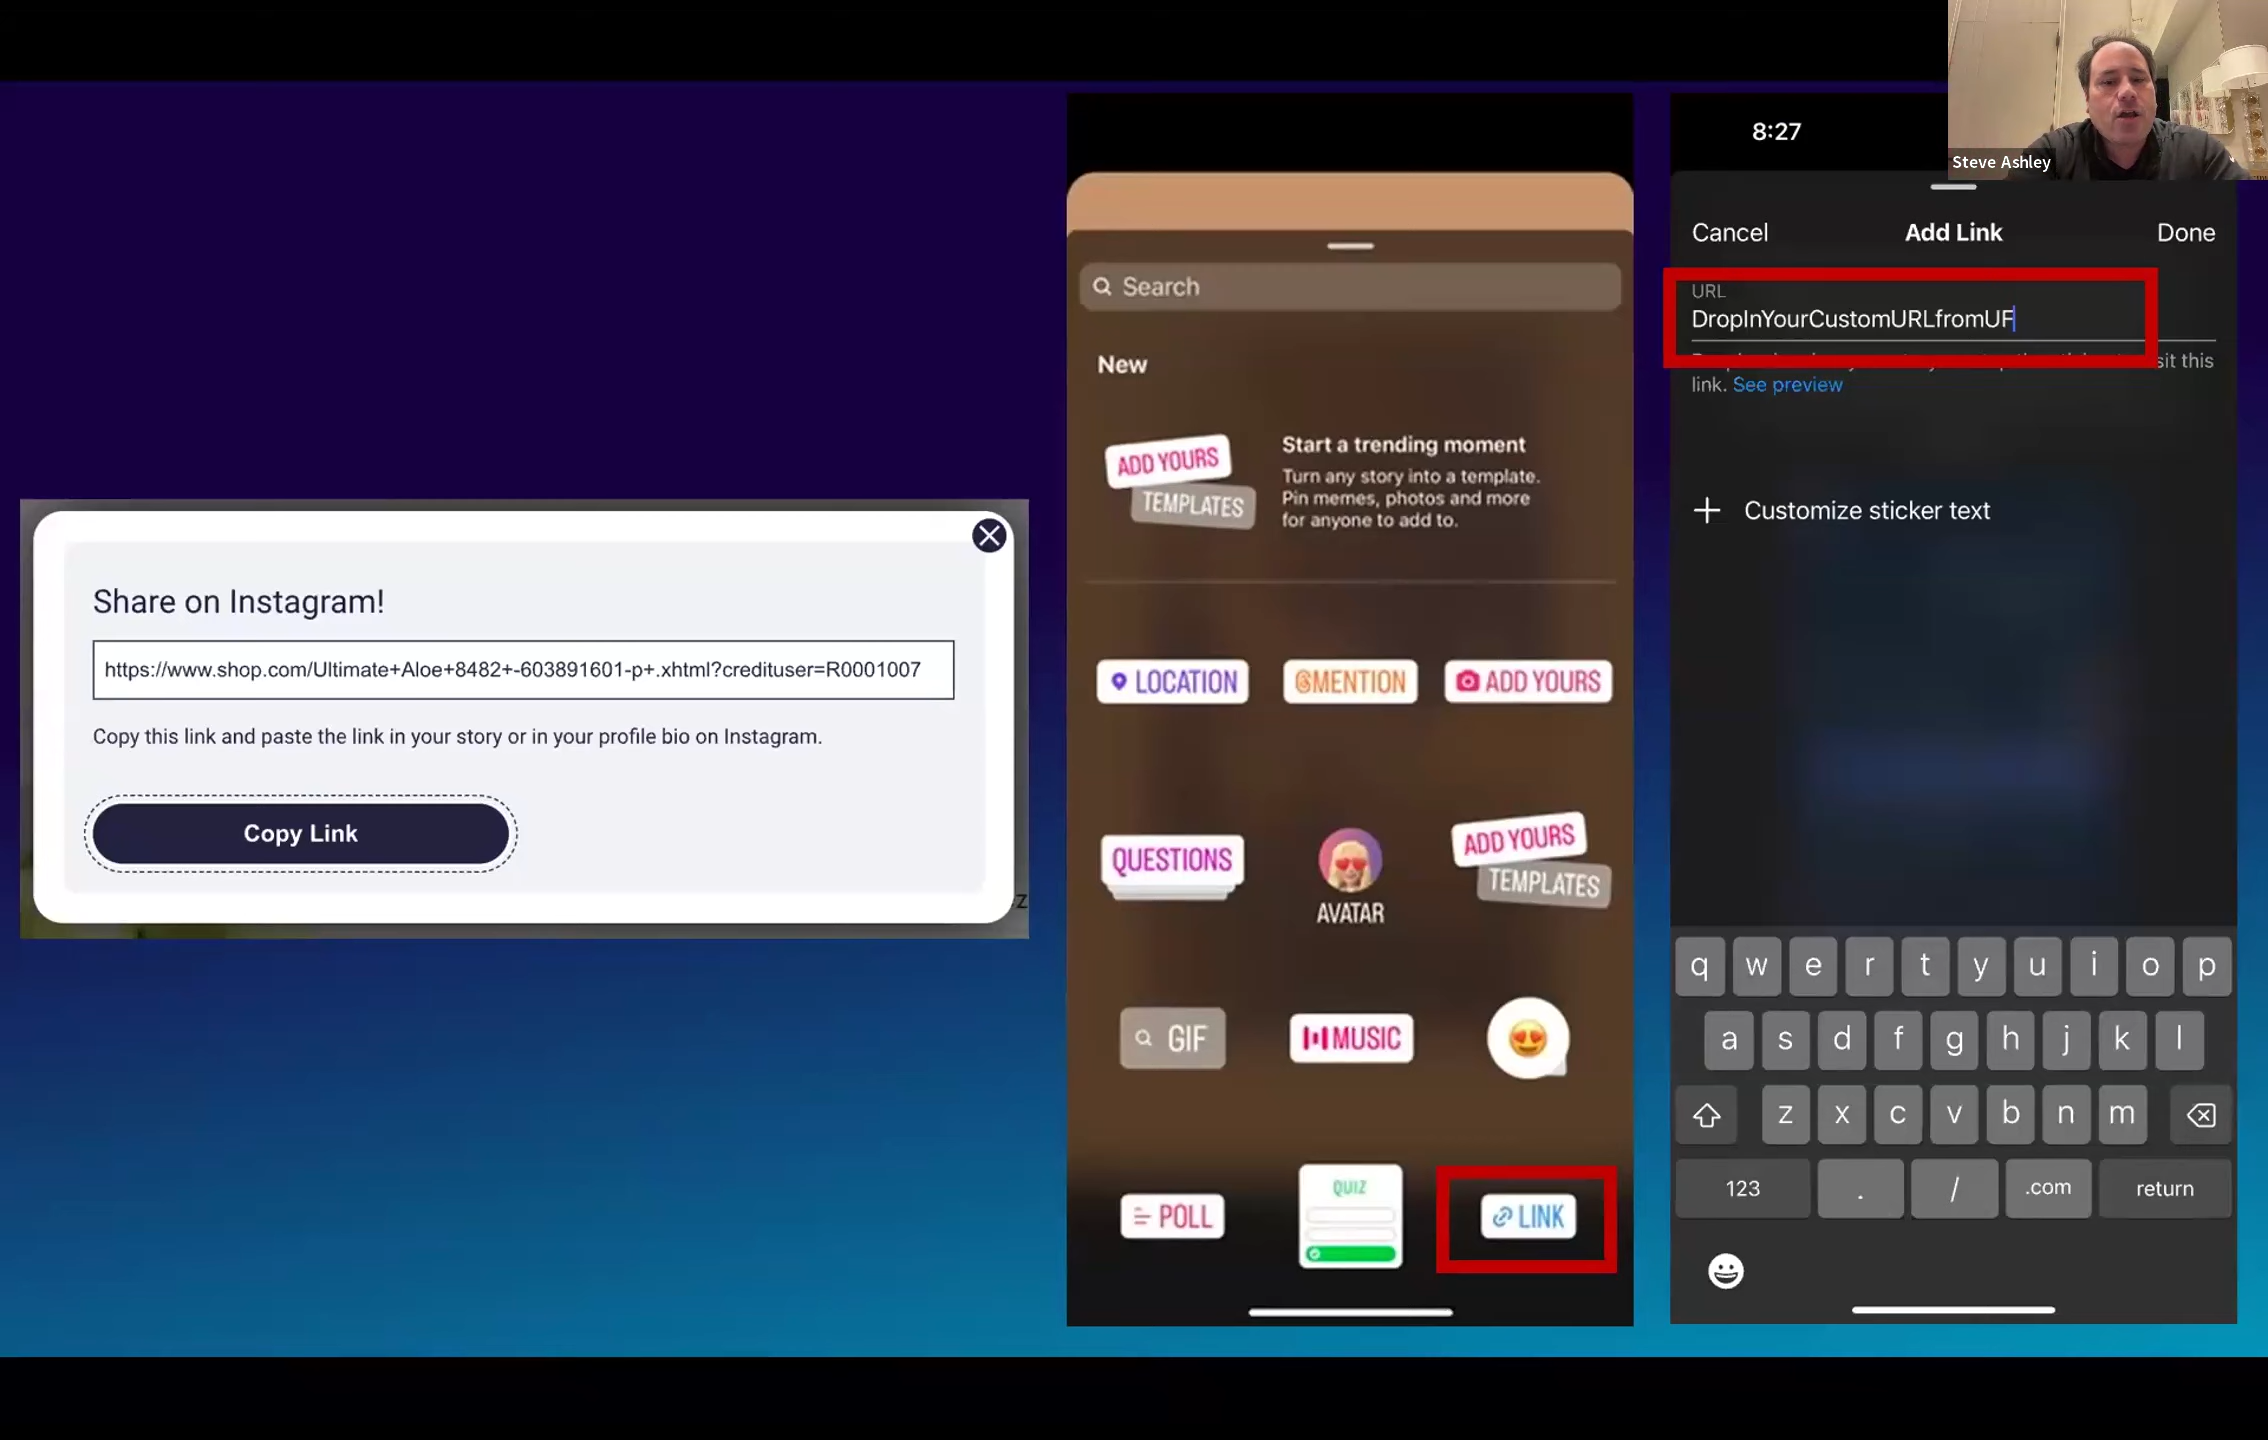 Share on Instagram!
https://www.shop.com/Ultimate+Aloe+8482+-603891601-p+.xhtml?credituser=R0001007
Copy this link and paste the link in your story or in your profile bio on Instagram.
Copy Link
z
Search
New
ADD YOURS
TEMPLATES
Start a trending moment
Turn any story into a template.
Pin memes, photos and more
for anyone to add to.
LOCATION
@MENTION
ADD YOURS
QUESTIONS
AVATAR
ADD YOURS
TEMPLATES
GIF
MUSIC
POLL
QUIZ
LINK
8:27
Steve Ashley
Cancel
Add Link
Done
URL
DropInYourCustomURLfromUF
this
link. See preview
Customize sticker text
q w e r t y u i o p
a s d f g h j k l
z x c v b n m
123 . / .com return